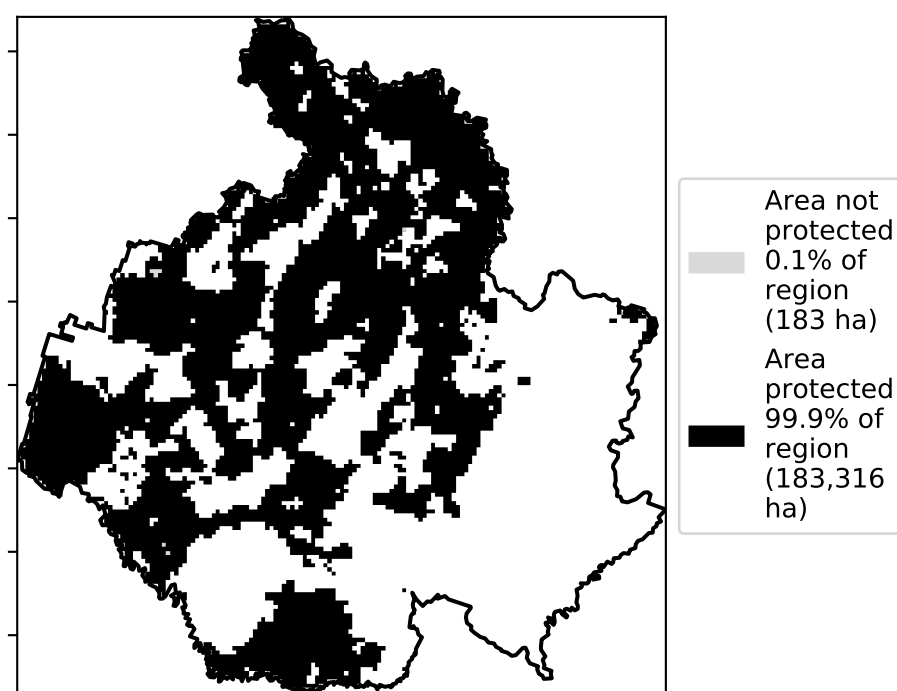 Area not
protected
0.1% of
region
(183 ha)
Area
protected
99.9% of
region
(183,316
ha)